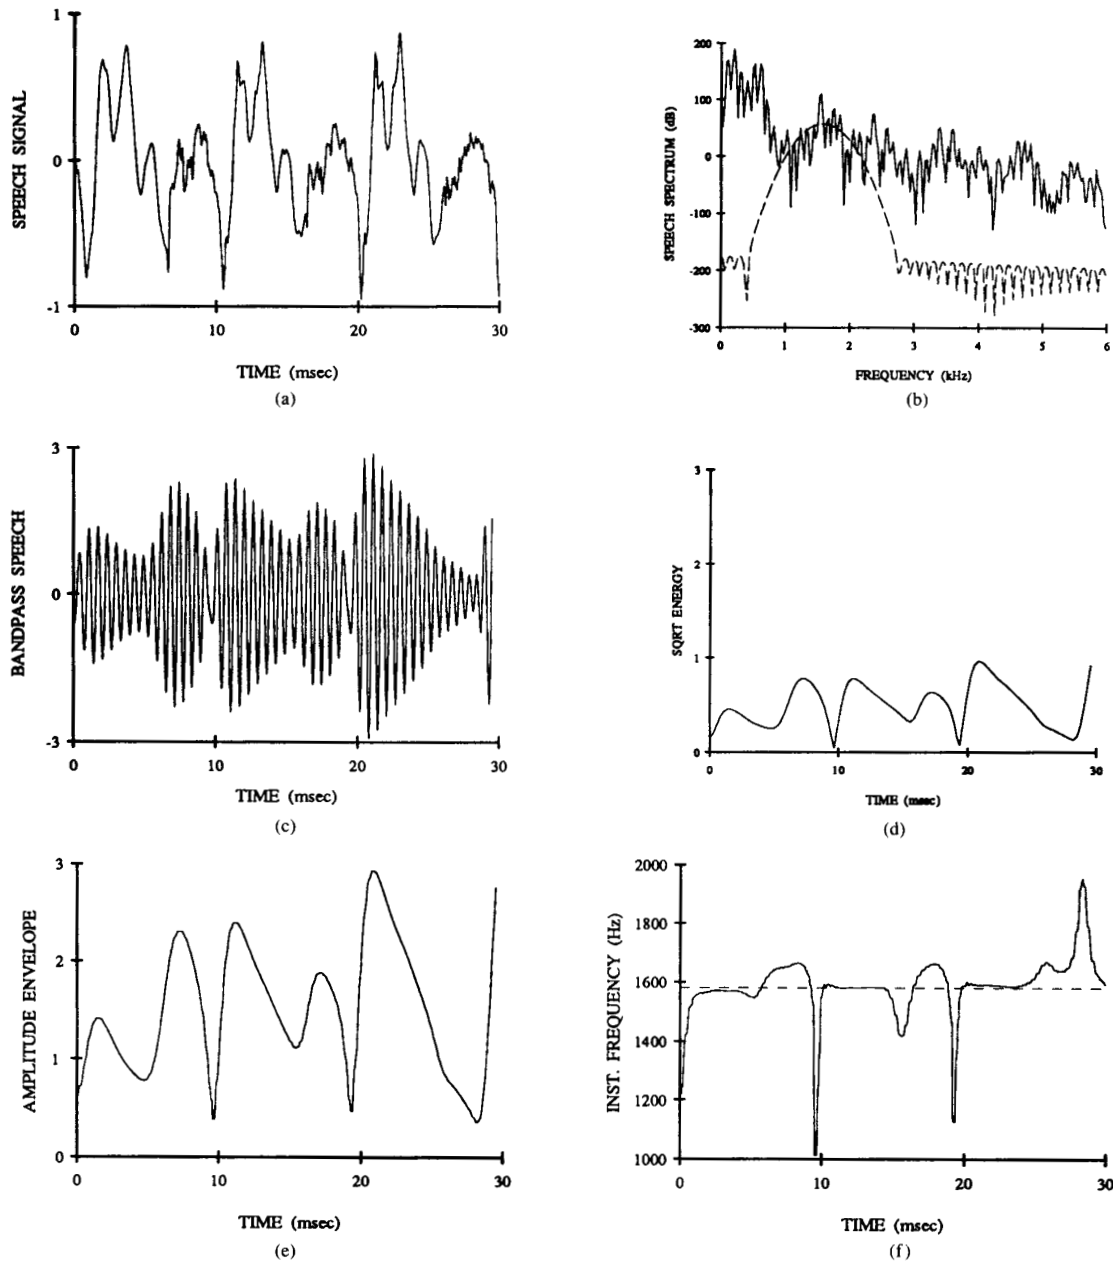 1
0
-1
SPEECH SIGNAL
0
10
20
30
TIME (msec)
(a)
200
100
0
-100
-200
-300
SPEECH SPECTRUM (dB)
0
1
2
3
4
5
6
FREQUENCY (kHz)
(b)
3
0
-3
BANDPASS SPEECH
0
10
20
30
TIME (msec)
(c)
3
2
1
0
SQRT ENERGY
0
10
20
30
TIME (msec)
(d)
3
2
1
0
AMPLITUDE ENVELOPE
0
10
20
30
TIME (msec)
(e)
2000
1800
1600
1400
1200
1000
INST. FREQUENCY (Hz)
0
10
20
30
TIME (msec)
(f)